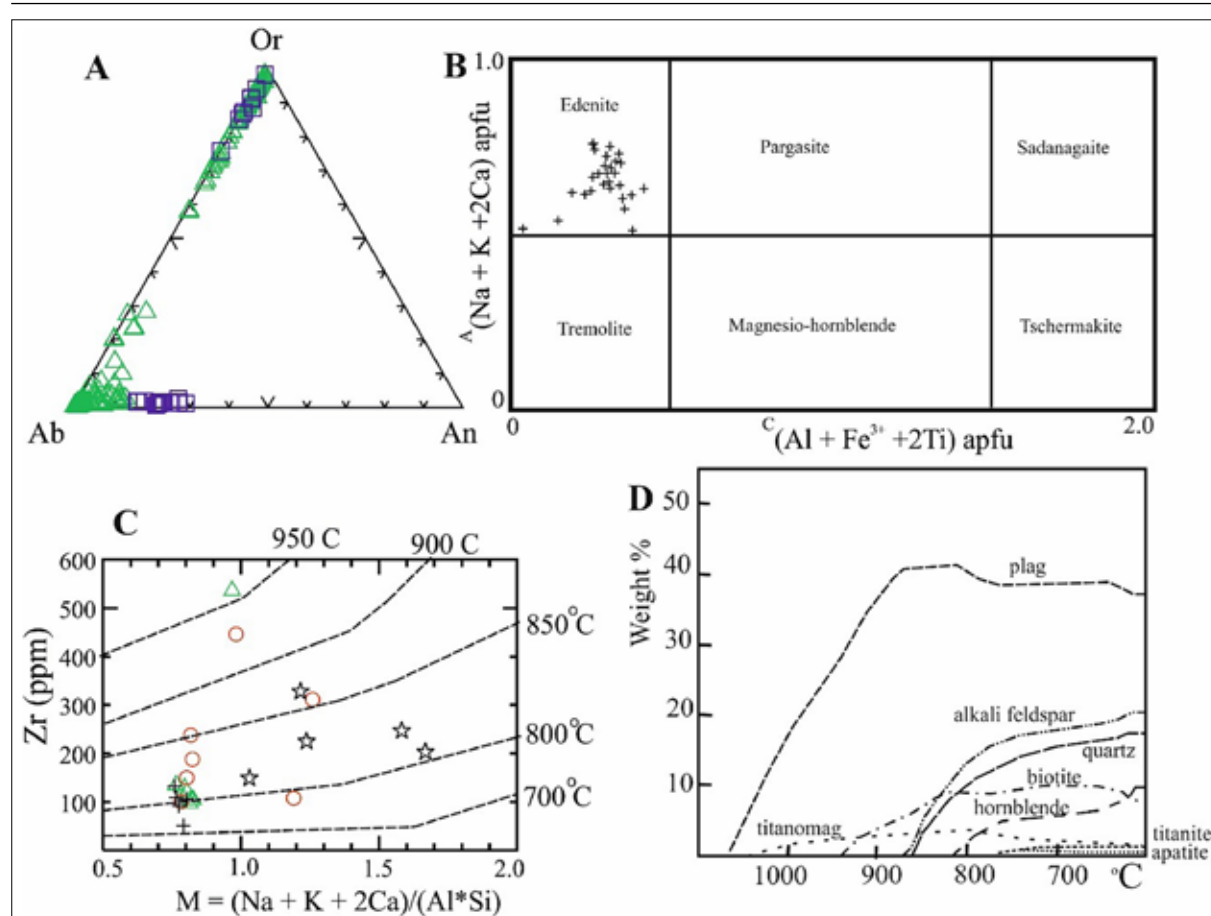 A
Or
Ab
An
B
1.0
A(Na + K +2Ca) apfu
0
Edenite
Pargasite
Sadanagaite
Tremolite
Magnesio-hornblende
Tschermakite
0
2.0
C(Al + Fe3+ +2Ti) apfu
C
950 C
900 C
850°C
800°C
700°C
600
500
400
300
200
100
Zr (ppm)
0.5
1.0
1.5
2.0
M = (Na + K + 2Ca)/(Al*Si)
D
50
40
30
20
10
Weight %
plag
alkali feldspar
quartz
biotite
hornblende
titanomag
titanite
apatite
1000
900
800
700
°C